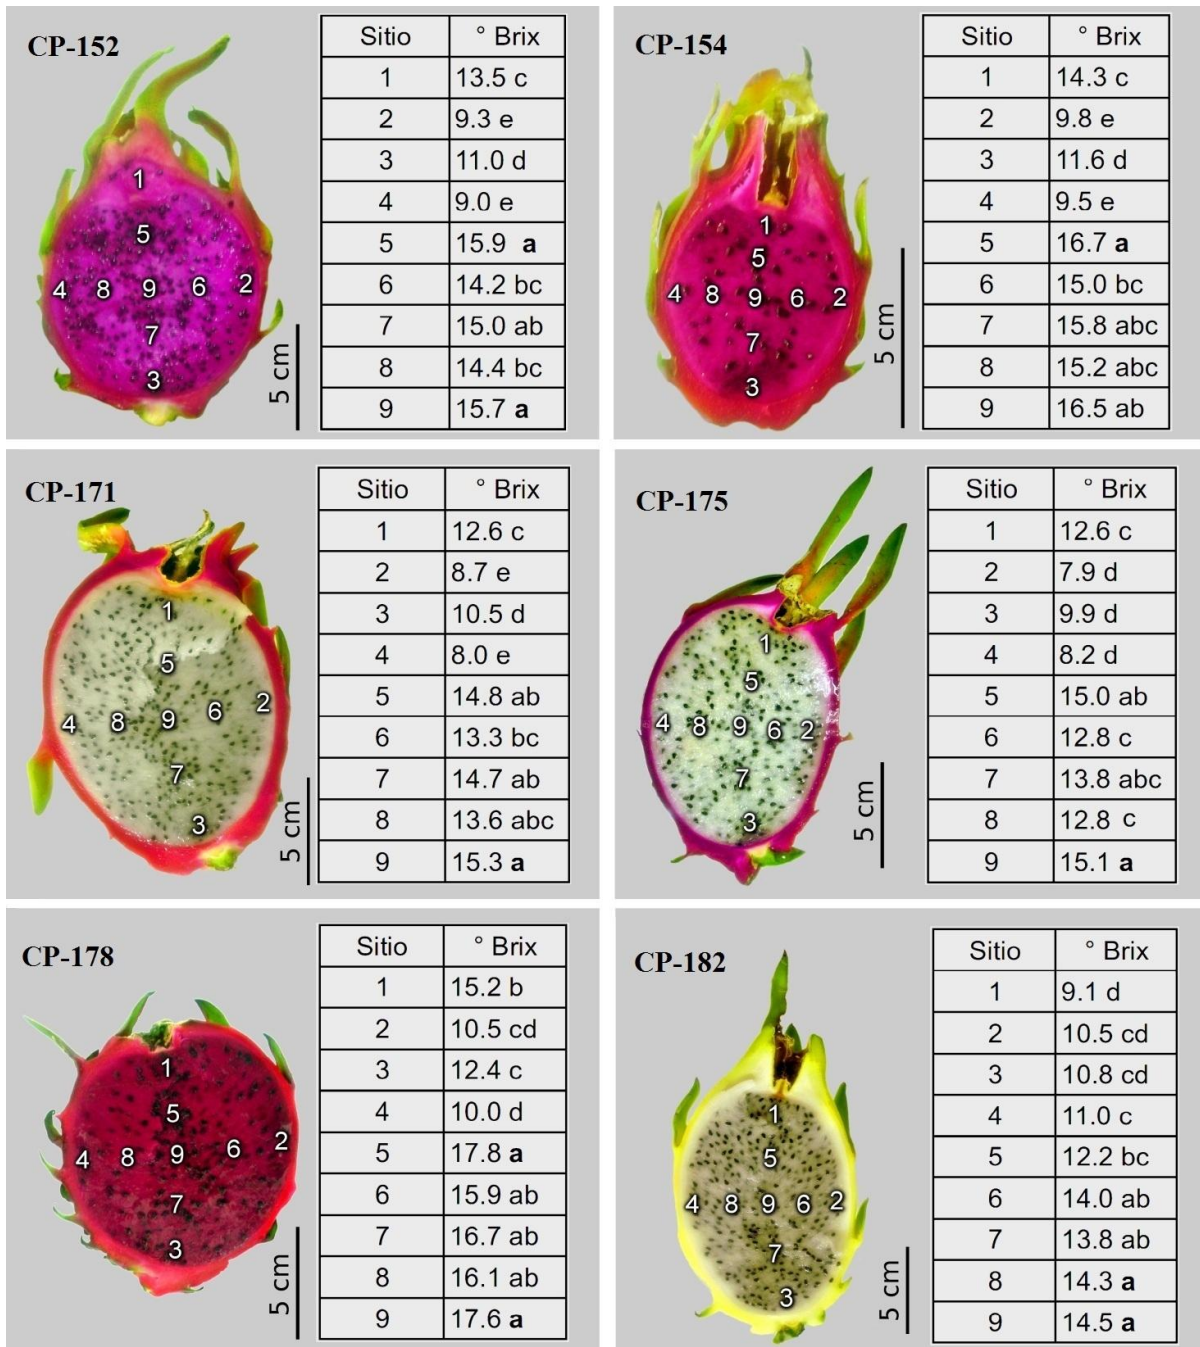 CP-152
Sitio ° Brix
1 13.5 c
2 9.3 e
3 11.0 d
4 9.0 e
5 15.9 a
6 14.2 bc
7 15.0 ab
8 14.4 bc
9 15.7 a
1
5
4 8 9 6 2
7
3
5 cm
CP-154
Sitio ° Brix
1 14.3 c
2 9.8 e
3 11.6 d
4 9.5 e
5 16.7 a
6 15.0 bc
7 15.8 abc
8 15.2 abc
9 16.5 ab
1
5
4 8 9 6 2
7
3
5 cm
CP-171
Sitio ° Brix
1 12.6 c
2 8.7 e
3 10.5 d
4 8.0 e
5 14.8 ab
6 13.3 bc
7 14.7 ab
8 13.6 abc
9 15.3 a
1
5
4 8 9 6 2
7
3
5 cm
CP-175
Sitio ° Brix
1 12.6 c
2 7.9 d
3 9.9 d
4 8.2 d
5 15.0 ab
6 12.8 c
7 13.8 abc
8 12.8 c
9 15.1 a
1
5
4 8 9 6 2
7
3
5 cm
CP-178
Sitio ° Brix
1 15.2 b
2 10.5 cd
3 12.4 c
4 10.0 d
5 17.8 a
6 15.9 ab
7 16.7 ab
8 16.1 ab
9 17.6 a
1
5
4 8 9 6 2
7
3
5 cm
CP-182
Sitio ° Brix
1 9.1 d
2 10.5 cd
3 10.8 cd
4 11.0 c
5 12.2 bc
6 14.0 ab
7 13.8 ab
8 14.3 a
9 14.5 a
1
5
4 8 9 6 2
7
3
5 cm